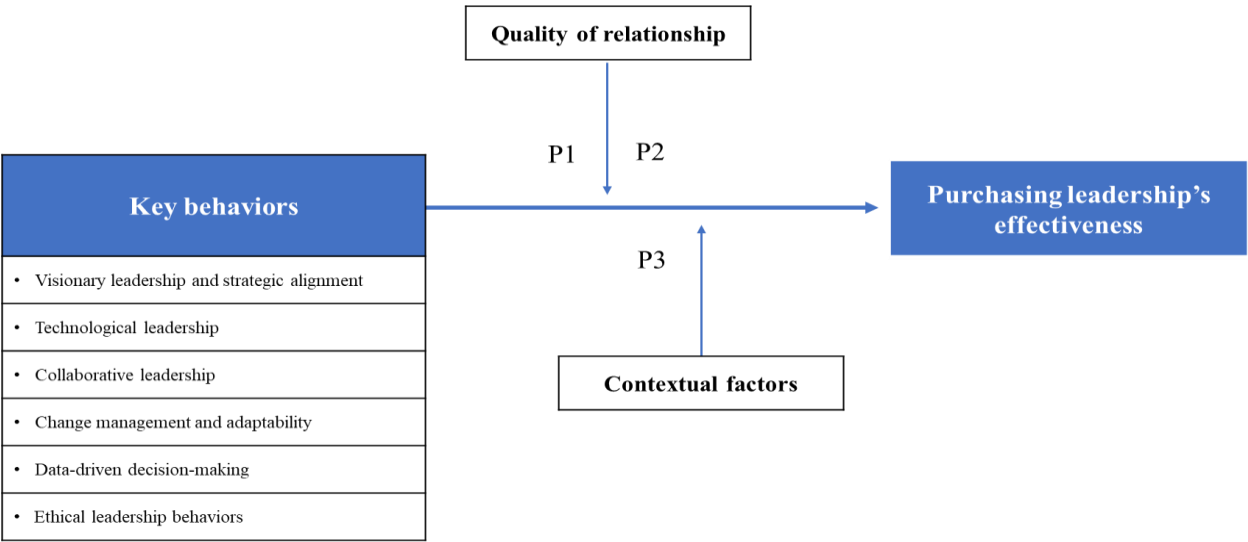 Quality of relationship
P1
P2
Key behaviors
Purchasing leadership’s
effectiveness
• Visionary leadership and strategic alignment
P3
• Technological leadership
• Collaborative leadership
Contextual factors
• Change management and adaptability
• Data-driven decision-making
• Ethical leadership behaviors